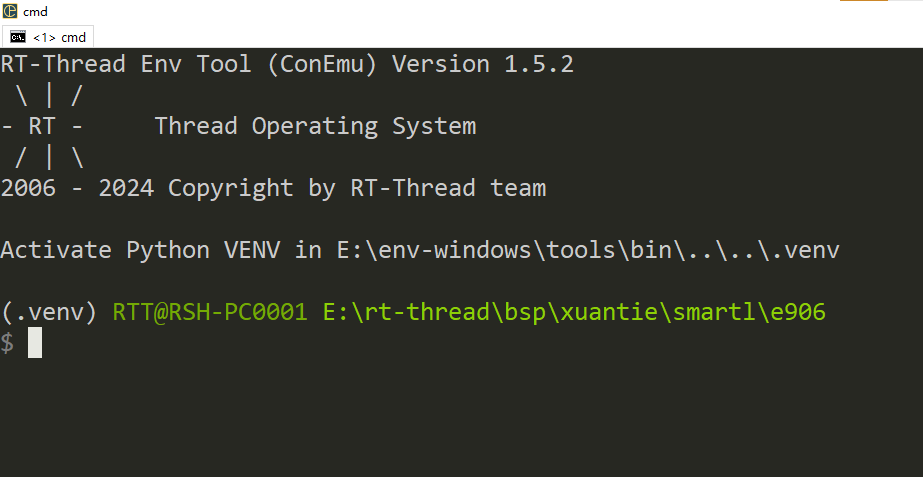 cmd
<1> cmd
RT-Thread Env Tool (ConEmu) Version 1.5.2
 \ | /
- RT -     Thread Operating System
 / | \
2006 - 2024 Copyright by RT-Thread team
Activate Python VENV in E:\env-windows\tools\bin\..\..\.venv
(.venv) RTT@RSH-PC0001 E:\rt-thread\bsp\xuantie\smartl\e906
$